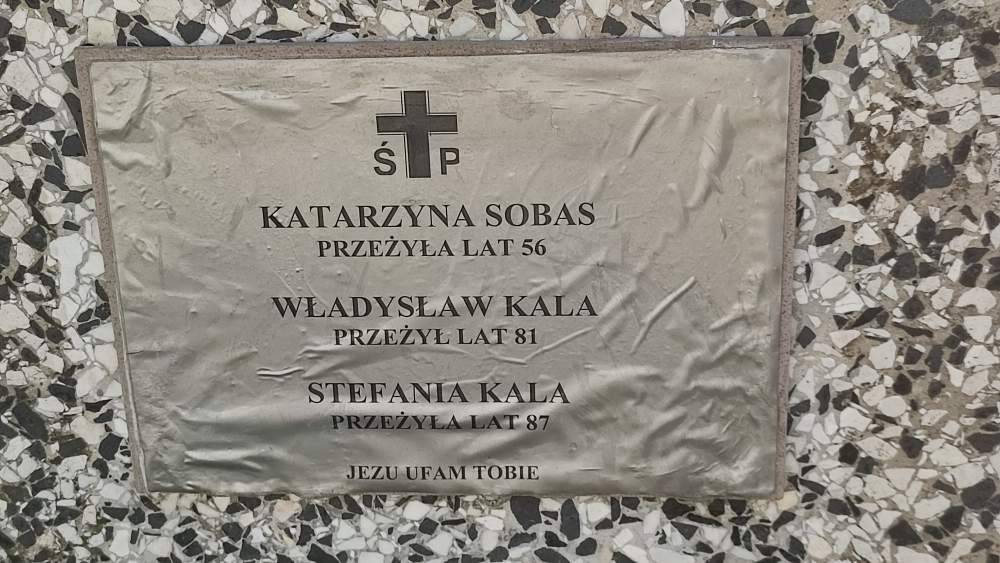 Ś P
KATARZYNA SOBAS
PRZEŻYŁA LAT 56
WŁADYSŁAW KALA
PRZEŻYŁ LAT 81
STEFANIA KALA
PRZEŻYŁA LAT 87
JEZU UFAM TOBIE